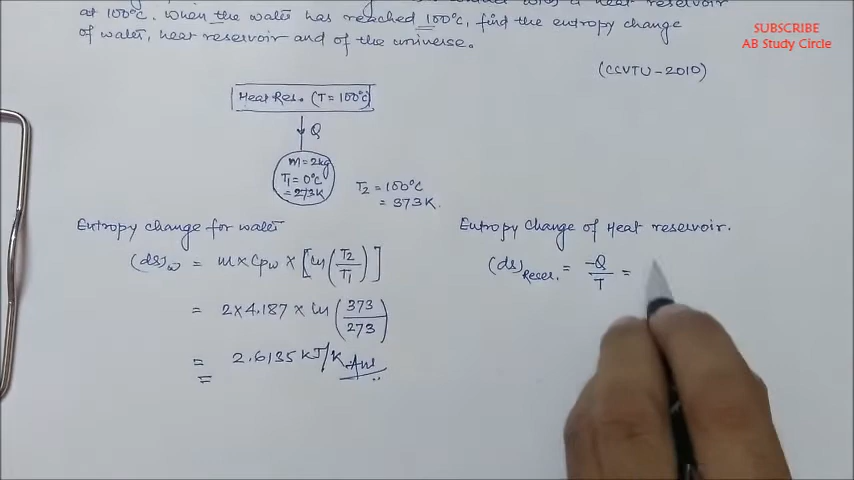 at 100°C. When the water has reached 100°C, find the entropy change
of water, heat reservoir and of the universe.
(CSVTU-2010)
SUBSCRIBE
AB Study Circle
Heat Res. (T = 100°C)
Q
m = 2kg
T1 = 0°C
= 273K
T2 = 100°C
= 373K.
Entropy change for water
(ds)w = m × Cpw × [ln(T2/T1)]
= 2×4.187 × ln(373/273)
= 2.6135 kJ/K Ans
Entropy Change of Heat reservoir.
(ds)Reser. = -Q/T =